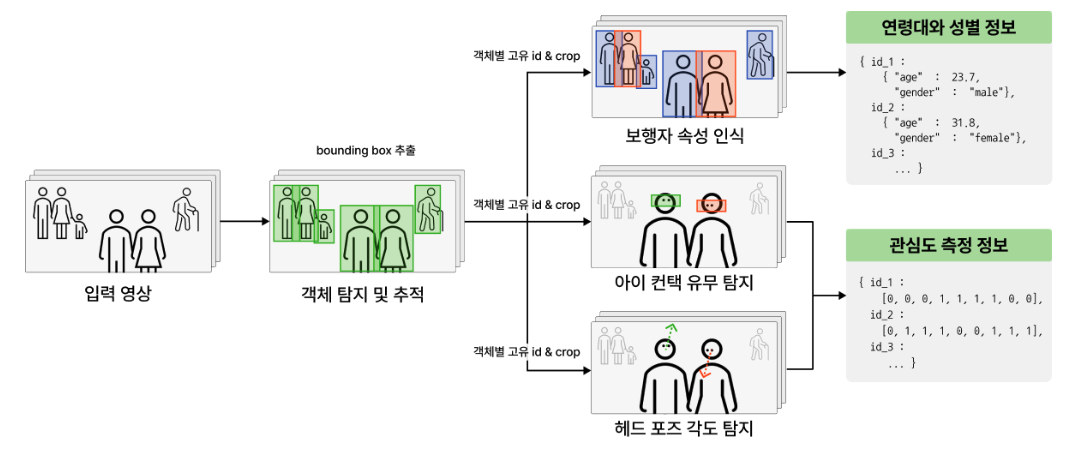 입력 영상
bounding box 추출
객체 탐지 및 추적
객체별 고유 id & crop
보행자 속성 인식
객체별 고유 id & crop
아이 컨택 유무 탐지
객체별 고유 id & crop
헤드 포즈 각도 탐지
연령대와 성별 정보
{ id_1 :
{ "age" : 23.7,
"gender" : "male"},
id_2 :
{ "age" : 31.8,
"gender" : "female"},
id_3 :
... }
관심도 측정 정보
{ id_1 :
[0, 0, 0, 1, 1, 1, 1, 0, 0],
id_2 :
[0, 1, 1, 1, 0, 0, 1, 1, 1],
id_3 :
... }